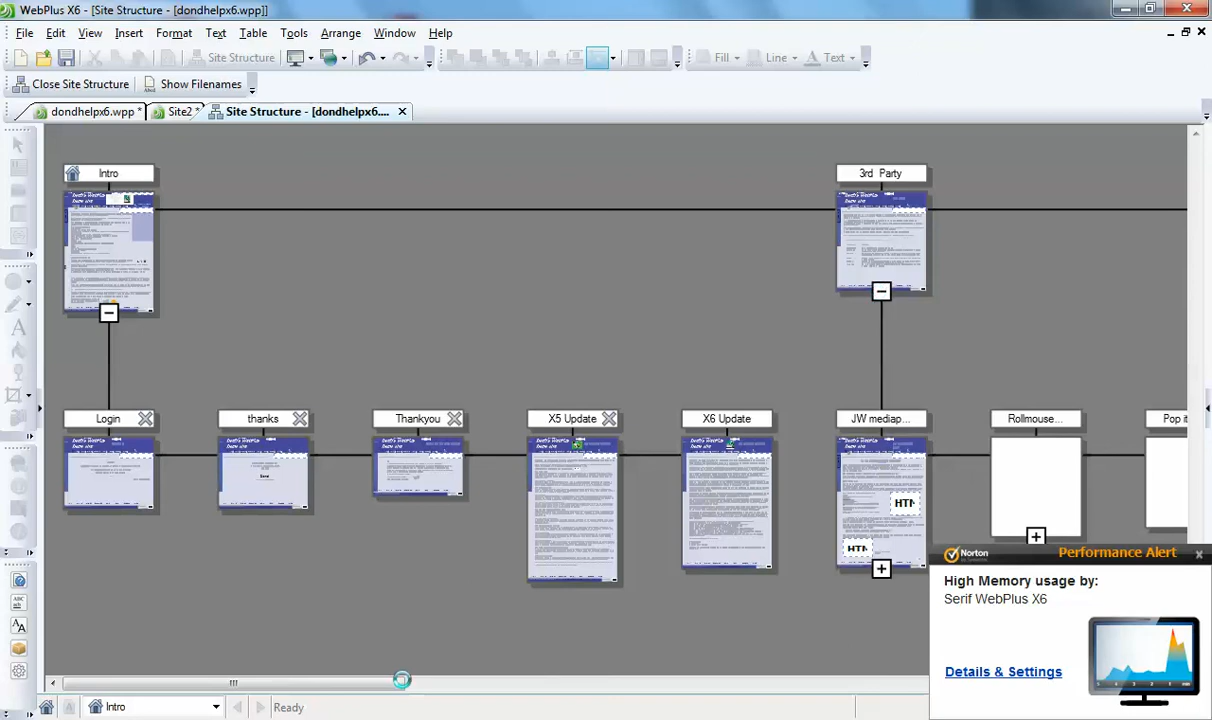 WebPlus X6 - [Site Structure - [dondhelpx6.wpp]]
File Edit View Insert Format Text Table Tools Arrange Window Help
Site Structure Fill Line Text
Close Site Structure Show Filenames
dondhelpx6.wpp * Site2 * Site Structure - [dondhelpx6....
Intro 3rd Party
Login thanks Thankyou X5 Update X6 Update JW mediap... Rollmouse... Pop it
HTM
HTM
Norston Performance Alert
High Memory usage by:
Serif WebPlus X6
Details & Settings
Intro Ready